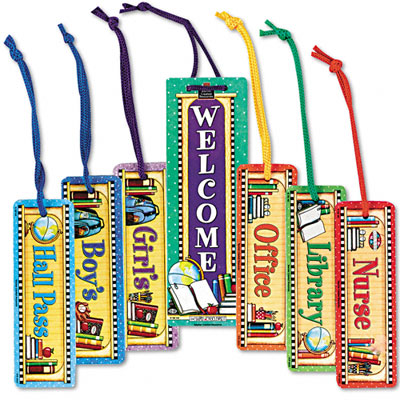 Hall Pass
Boy's
Girl's
WELCOME
Office
Library
Nurse